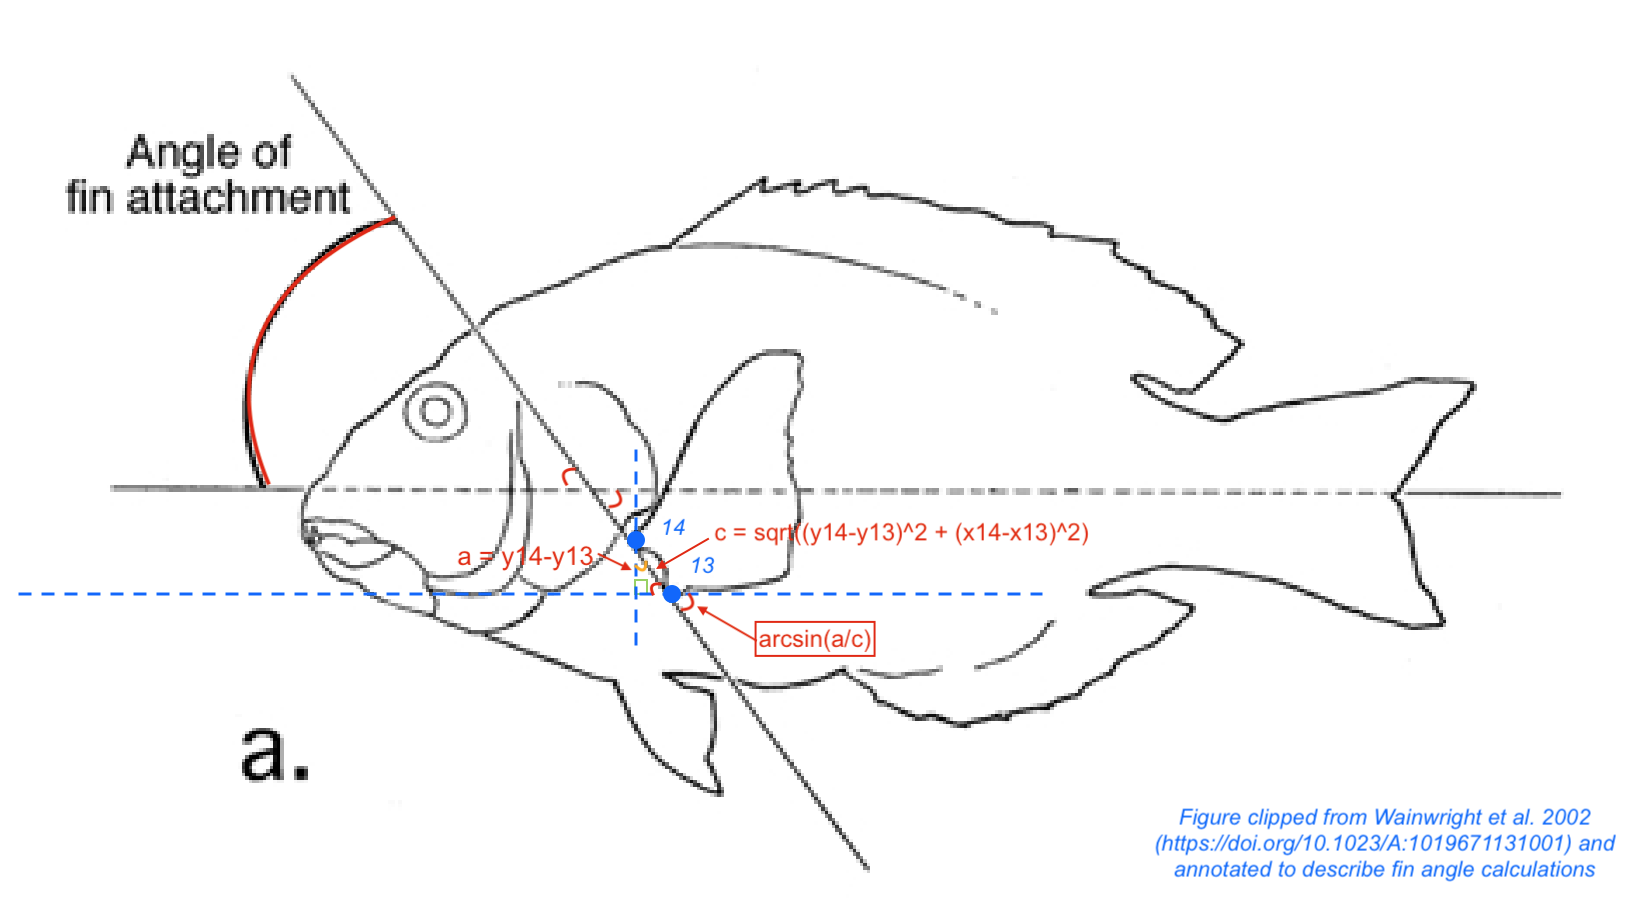 Angle of
fin attachment
14
c = sqrt((y14-y13)^2 + (x14-x13)^2)
a = y14-y13
13
arcsin(a/c)
a.
Figure clipped from Wainwright et al. 2002
(https://doi.org/10.1023/A:1019671131001) and
annotated to describe fin angle calculations